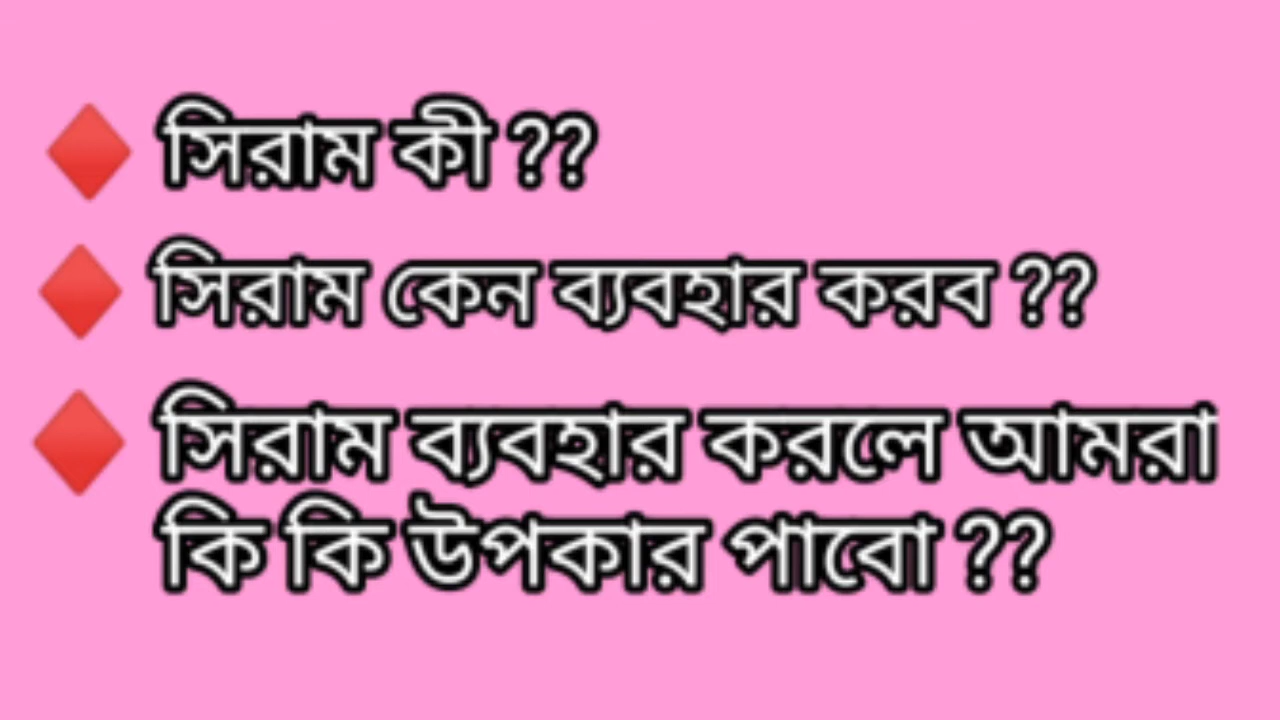 ♦️ সিরাম কী ??
♦️ সিরাম কেন ব্যবহার করব ??
♦️ সিরাম ব্যবহার করলে আমরা
কি কি উপকার পাবো ??